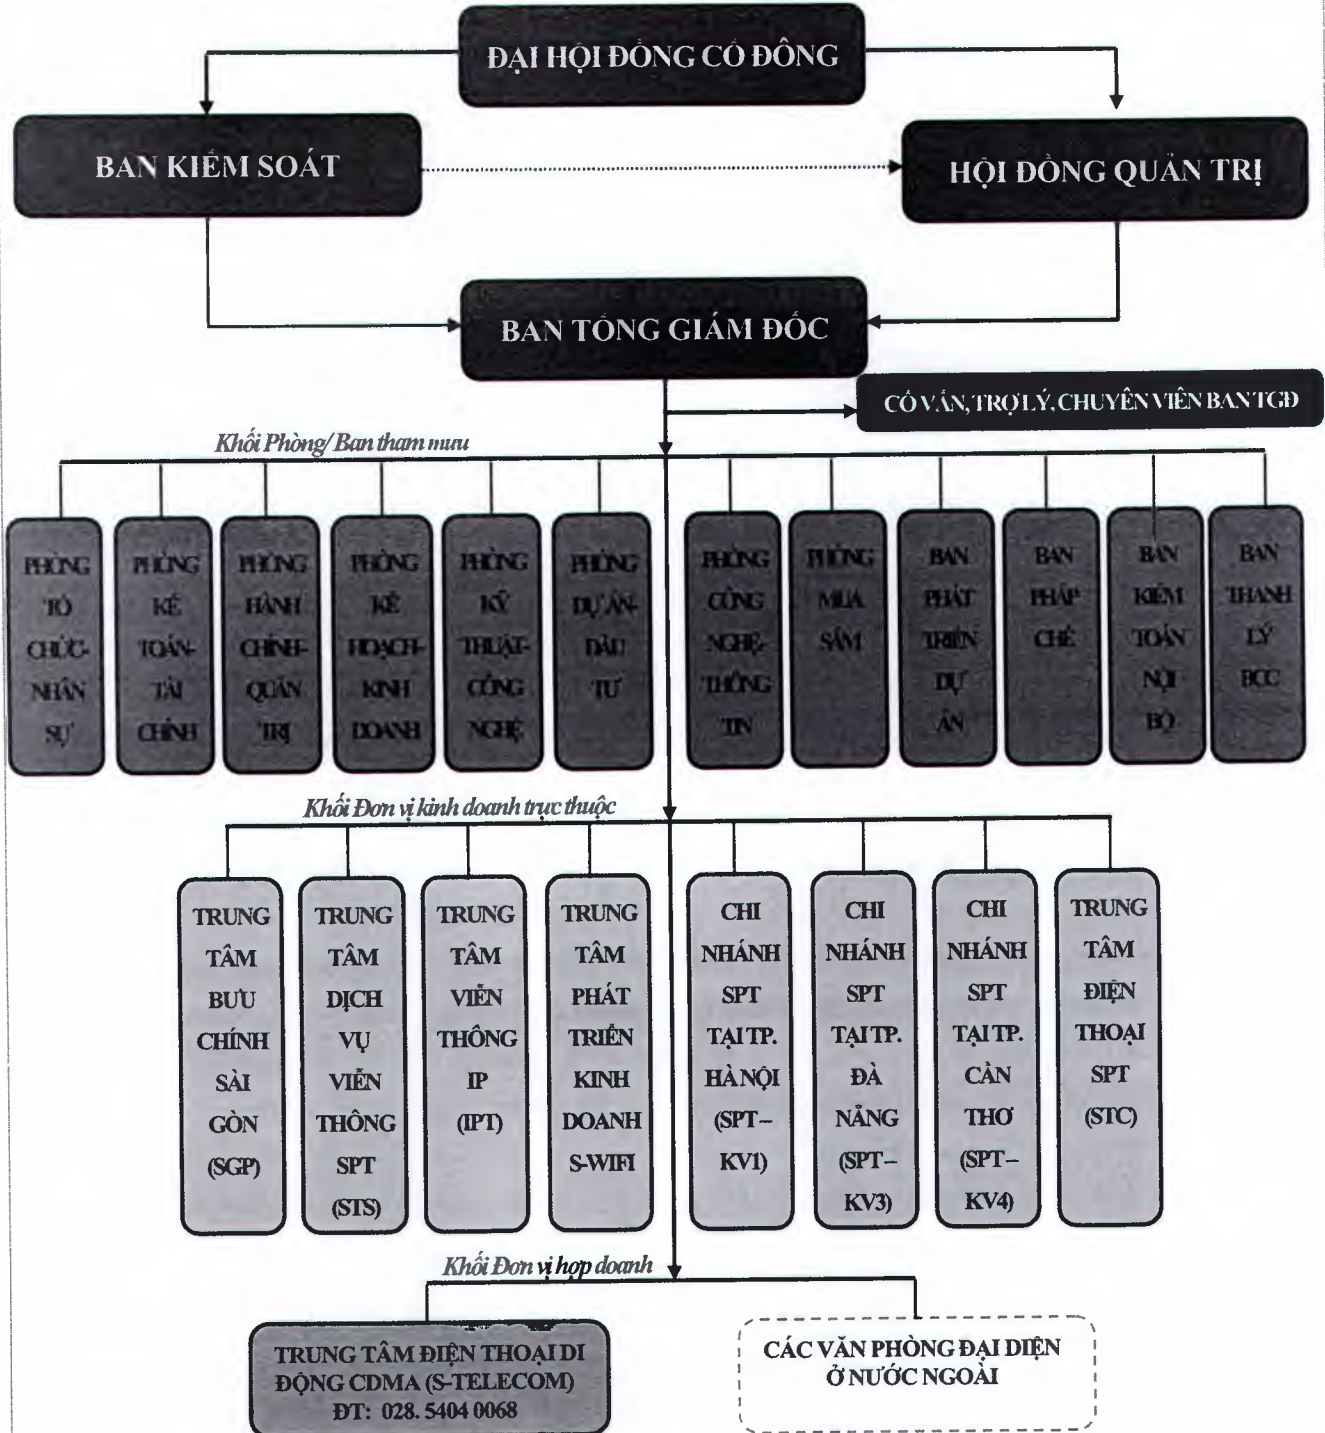 ĐẠI HỘI ĐỒNG CỔ ĐÔNG
BAN KIỂM SOÁT
HỘI ĐỒNG QUẢN TRỊ
BAN TỔNG GIÁM ĐỐC
CỐ VẤN, TRỢ LÝ, CHUYÊN VIÊN BAN TGĐ
Khối Phòng/ Ban tham mưu
PHÒNG
TỔ
CHỨC-
NHÂN
SỰ
PHÒNG
KẾ
TOÁN-
TÀI
CHÍNH
PHÒNG
HÀNH
CHÍNH-
QUẢN
TRỊ
PHÒNG
KẾ
HOẠCH-
KINH
DOANH
PHÒNG
KỸ
THUẬT-
CÔNG
NGHỆ
PHÒNG
DỰ ÁN-
ĐẦU
TƯ
PHÒNG
CÔNG
NGHỆ-
THÔNG
TIN
PHÒNG
MUA
SẮM
BAN
PHÁT
TRIỂN
DỰ
ÁN
BAN
PHÁP
CHẾ
BAN
KIỂM
TOÁN
NỘI
BỘ
BAN
THANH
LÝ
BCC
Khối Đơn vị kinh doanh trực thuộc
TRUNG
TÂM
BƯU
CHÍNH
SÀI
GÒN
(SGP)
TRUNG
TÂM
DỊCH
VỤ
VIỄN
THÔNG
SPT
(STS)
TRUNG
TÂM
VIỄN
THÔNG
IP
(IPT)
TRUNG
TÂM
PHÁT
TRIỂN
KINH
DOANH
S-WIFI
CHI
NHÁNH
SPT
TẠI TP.
HÀ NỘI
(SPT–
KV1)
CHI
NHÁNH
SPT
TẠI TP.
ĐÀ
NẴNG
(SPT–
KV3)
CHI
NHÁNH
SPT
TẠI TP.
CẦN
THƠ
(SPT–
KV4)
TRUNG
TÂM
ĐIỆN
THOẠI
SPT
(STC)
Khối Đơn vị hợp doanh
TRUNG TÂM ĐIỆN THOẠI DI
ĐỘNG CDMA (S-TELECOM)
ĐT: 028. 5404 0068
CÁC VĂN PHÒNG ĐẠI DIỆN
Ở NƯỚC NGOÀI